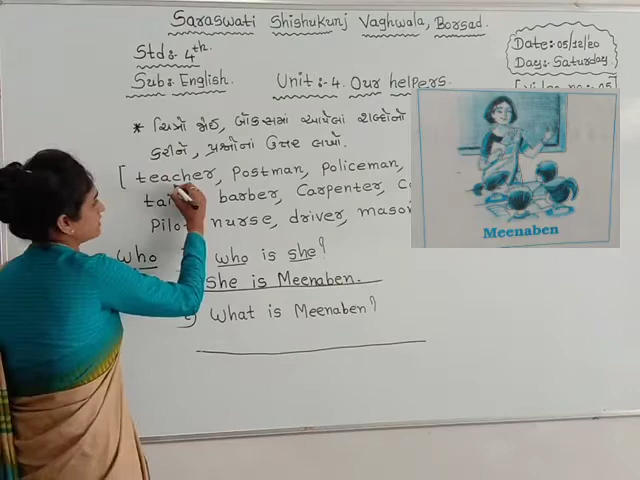 Saraswati Shishukunj Vaghwala, Borsad.
Date:- 05/12/20
Day:- Saturday
Std:- 4th.
Sub:- English.
Unit :- 4. Our helpers.
* ચિત્રો જોઈ, બૉક્સમાં આપેલા શબ્દોનો
કરીને, પ્રશ્નોના ઉત્તર લખો.
[ teacher, Postman, Policeman,
barber, Carpenter,
Pilot nurse, driver,
who who is she?
She is Meenaben.
What is Meenaben?
Meenaben